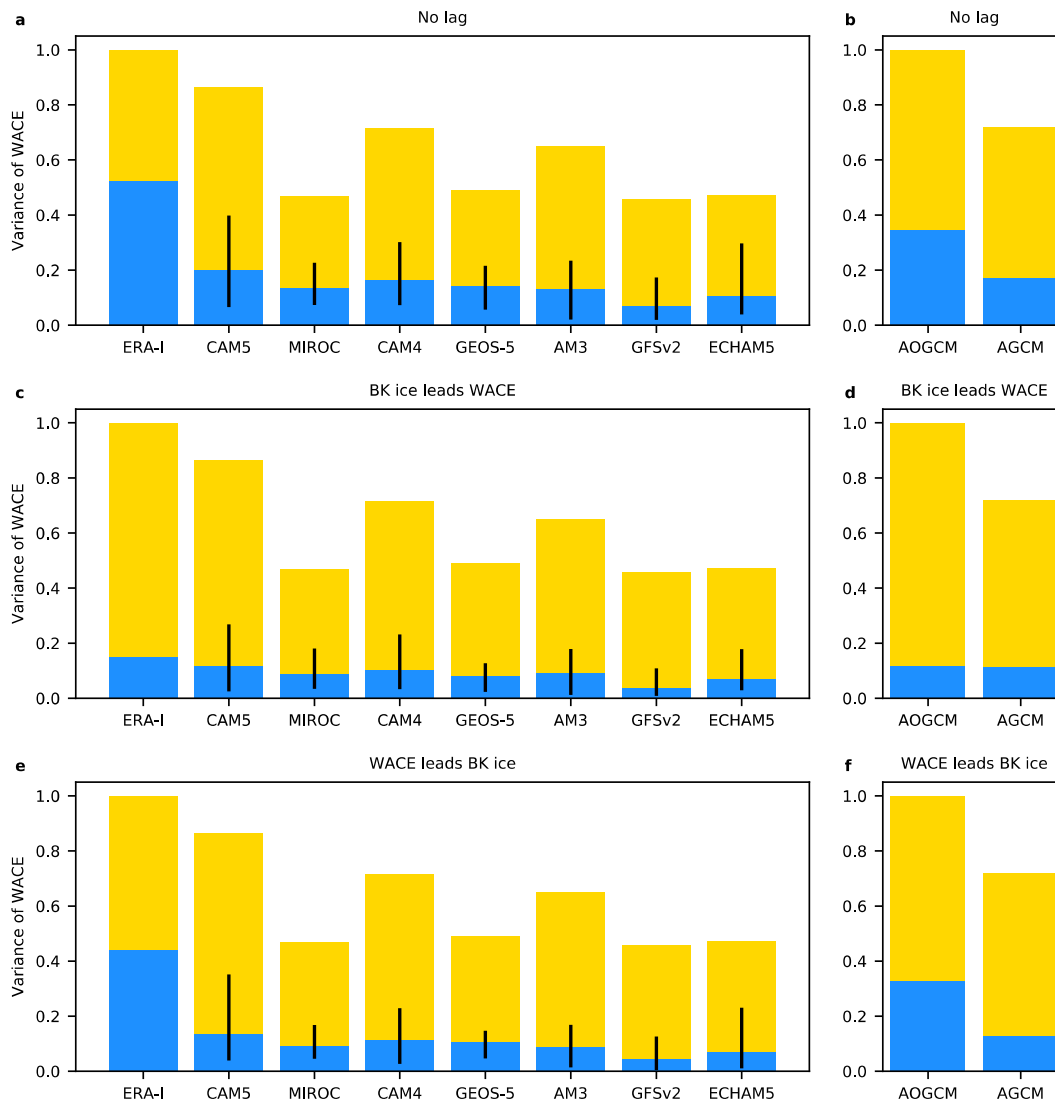 a No lag
Variance of WACE
1.0
0.8
0.6
0.4
0.2
0.0
ERA-I CAM5 MIROC CAM4 GEOS-5 AM3 GFSv2 ECHAM5
b No lag
1.0
0.8
0.6
0.4
0.2
0.0
AOGCM AGCM
c BK ice leads WACE
Variance of WACE
1.0
0.8
0.6
0.4
0.2
0.0
ERA-I CAM5 MIROC CAM4 GEOS-5 AM3 GFSv2 ECHAM5
d BK ice leads WACE
1.0
0.8
0.6
0.4
0.2
0.0
AOGCM AGCM
e WACE leads BK ice
Variance of WACE
1.0
0.8
0.6
0.4
0.2
0.0
ERA-I CAM5 MIROC CAM4 GEOS-5 AM3 GFSv2 ECHAM5
f WACE leads BK ice
1.0
0.8
0.6
0.4
0.2
0.0
AOGCM AGCM